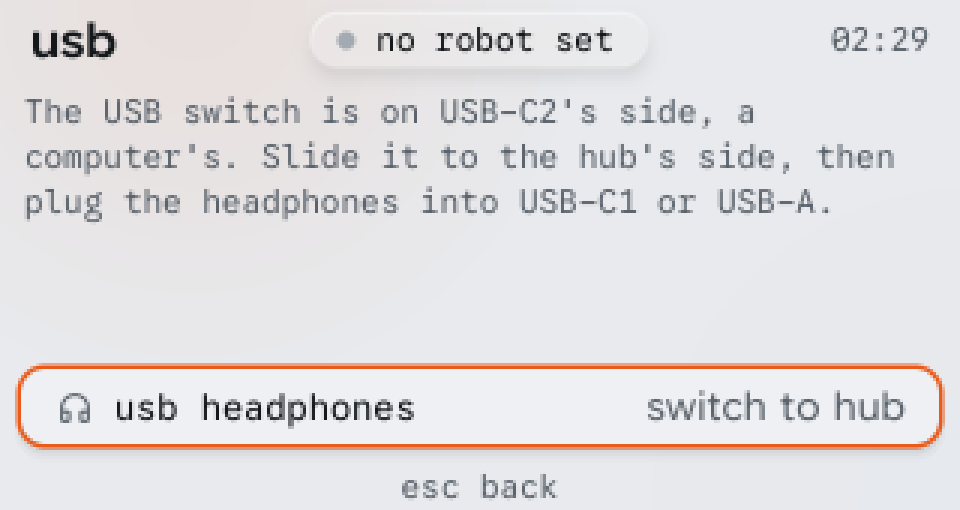 usb
no robot set
02:29
The USB switch is on USB-C2's side, a
computer's. Slide it to the hub's side, then
plug the headphones into USB-C1 or USB-A.
usb headphones
switch to hub
esc back